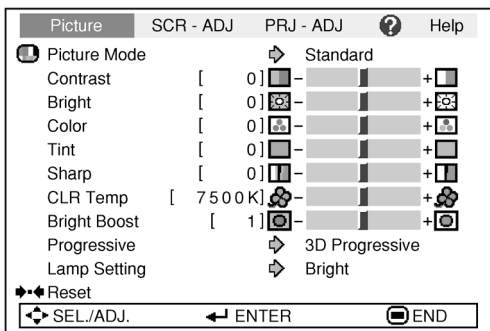 Picture SCR - ADJ PRJ - ADJ ? Help
Picture Mode Standard
Contrast [ 0] - +
Bright [ 0] - +
Color [ 0] - +
Tint [ 0] - +
Sharp [ 0] - +
CLR Temp [ 7500K] - +
Bright Boost [ 1] - +
Progressive 3D Progressive
Lamp Setting Bright
Reset
SEL./ADJ. ENTER END